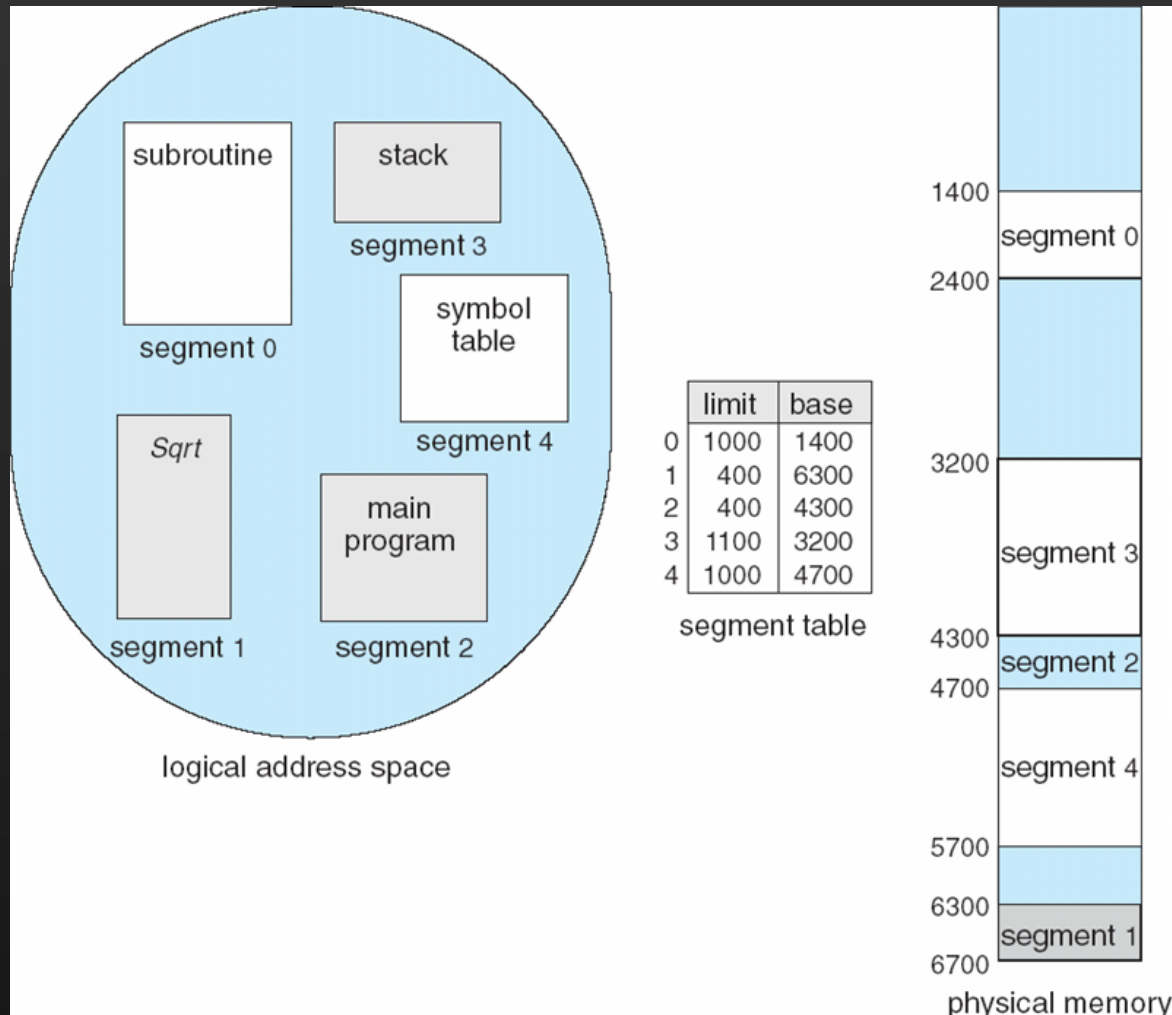 subroutine
segment 0
stack
segment 3
symbol
table
segment 4
Sqrt
segment 1
main
program
segment 2
logical address space
limit base
0 1000 1400
1 400 6300
2 400 4300
3 1100 3200
4 1000 4700
segment table
1400
segment 0
2400
3200
segment 3
4300
segment 2
4700
segment 4
5700
6300
segment 1
6700
physical memory